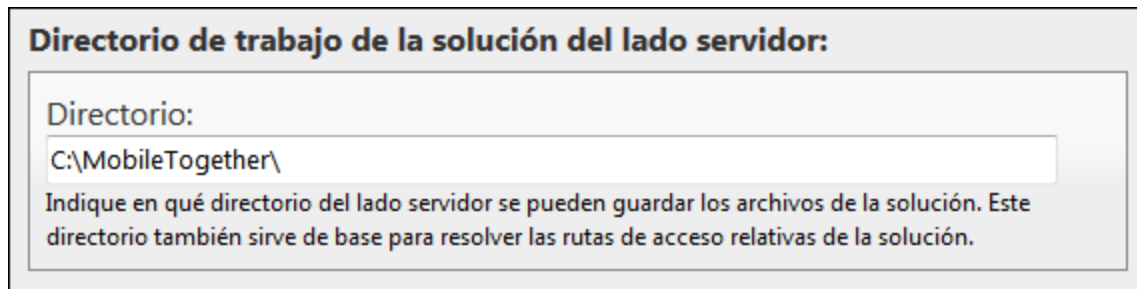 Directorio de trabajo de la solución del lado servidor:
Directorio:
C:\MobileTogether\
Indique en qué directorio del lado servidor se pueden guardar los archivos de la solución. Este
directorio también sirve de base para resolver las rutas de acceso relativas de la solución.